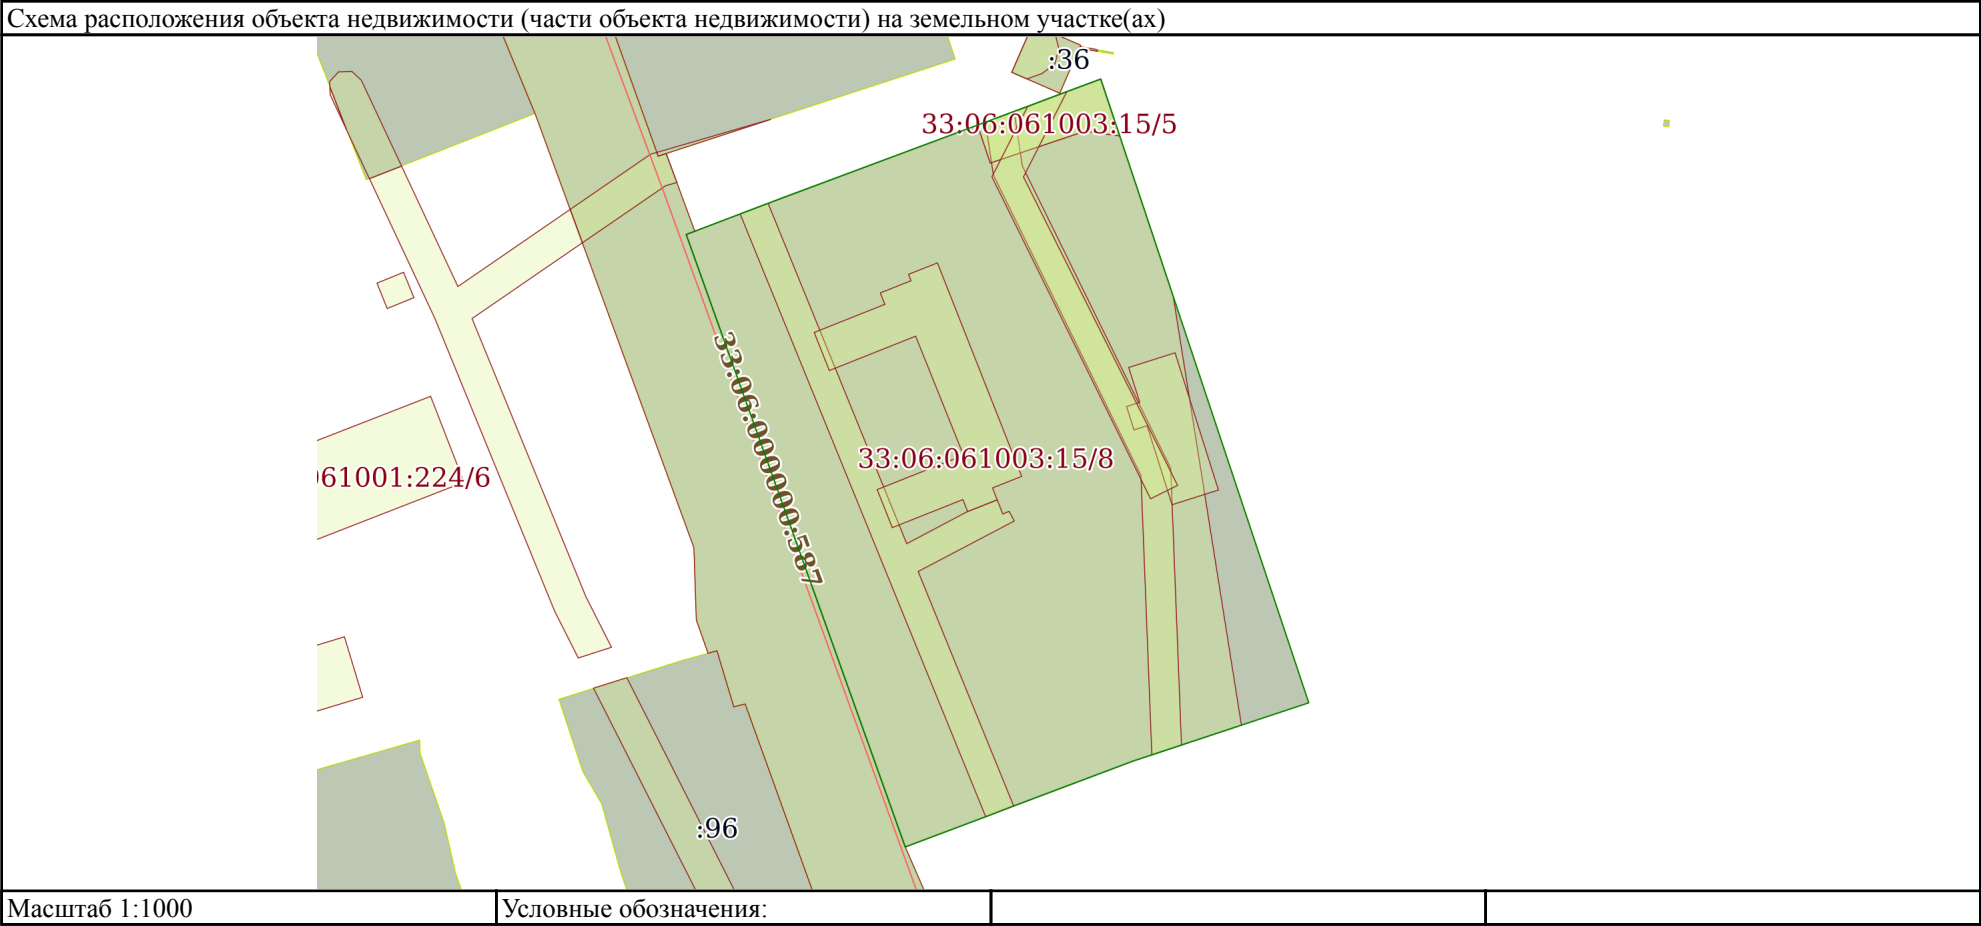 Схема расположения объекта недвижимости (части объекта недвижимости) на земельном участке(ах)
:36
33:06:061003:15/5
33:06:000000:587
33:06:061003:15/8
061001:224/6
:96
Масштаб 1:1000
Условные обозначения: